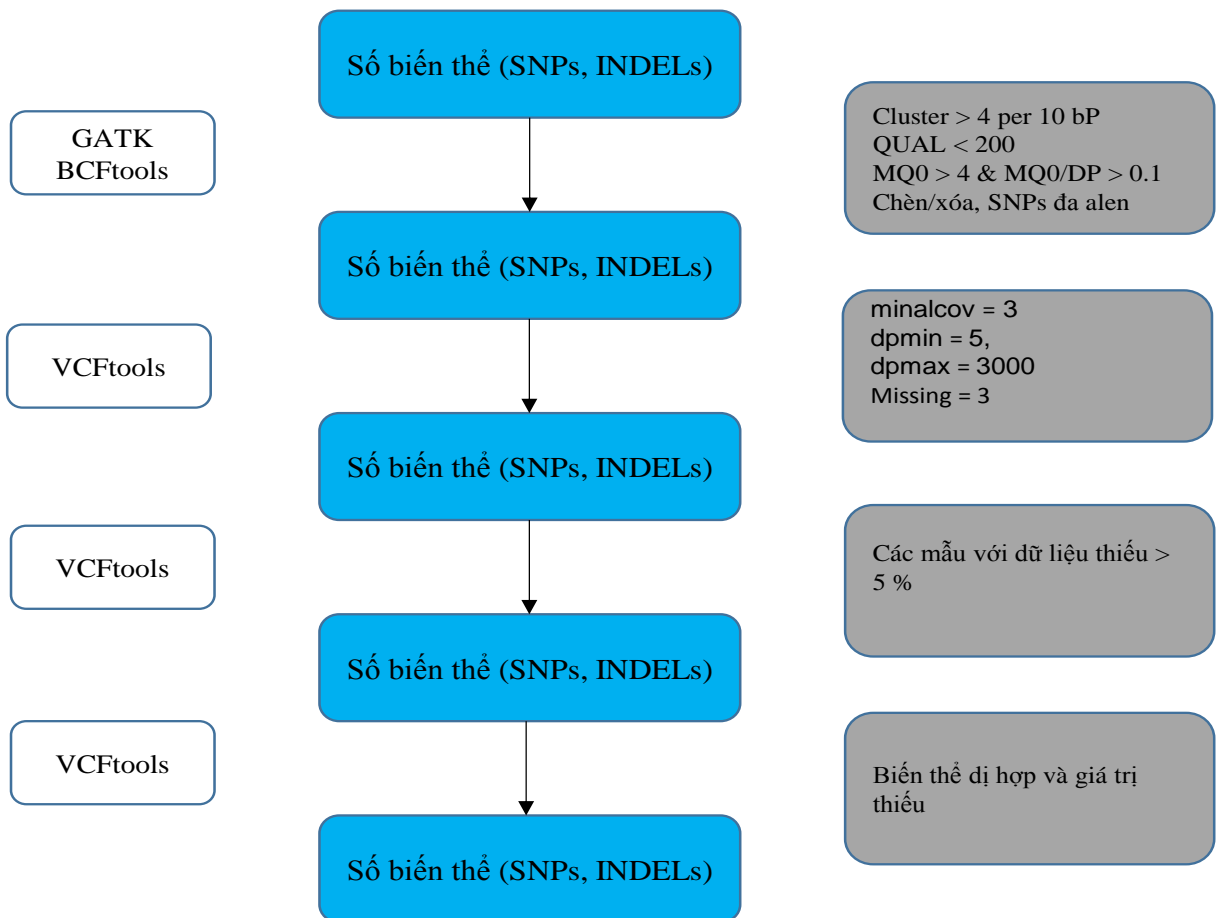 Số biến thể (SNPs, INDELs)
GATK
BCFtools
Cluster > 4 per 10 bP
QUAL < 200
MQ0 > 4 & MQ0/DP > 0.1
Chèn/xóa, SNPs đa alen
Số biến thể (SNPs, INDELs)
VCFtools
minalcov = 3
dpmin = 5,
dpmax = 3000
Missing = 3
Số biến thể (SNPs, INDELs)
VCFtools
Các mẫu với dữ liệu thiếu >
5 %
Số biến thể (SNPs, INDELs)
VCFtools
Biến thể dị hợp và giá trị
thiếu
Số biến thể (SNPs, INDELs)